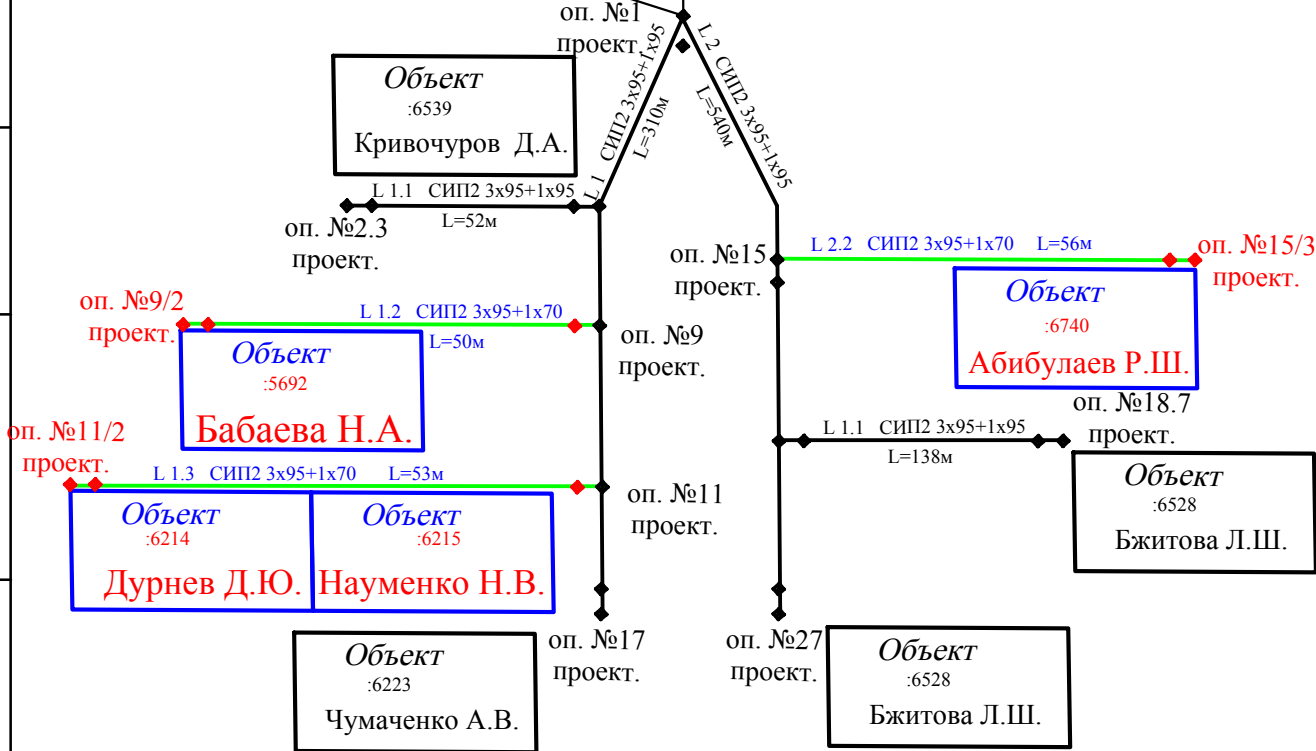 оп. №1
проект.
L 1 СИП2 3х95+1х95
L=310м
L 2 СИП2 3х95+1х95
L=540м
Объект
:6539
Кривочуров Д.А.
L 1.1 СИП2 3х95+1х95
L=52м
оп. №2.3
проект.
оп. №15
проект.
L 2.2 СИП2 3х95+1х70 L=56м
оп. №15/3
проект.
Объект
:6740
Абибулаев Р.Ш.
оп. №9/2
проект.
L 1.2 СИП2 3х95+1х70
L=50м
оп. №9
проект.
Объект
:5692
Бабаева Н.А.
оп. №18.7
проект.
L 1.1 СИП2 3х95+1х95
L=138м
оп. №11/2
проект.
L 1.3 СИП2 3х95+1х70 L=53м
оп. №11
проект.
Объект
:6214
Дурнев Д.Ю.
Объект
:6215
Науменко Н.В.
Объект
:6528
Бжитова Л.Ш.
оп. №17
проект.
оп. №27
проект.
Объект
:6223
Чумаченко А.В.
Объект
:6528
Бжитова Л.Ш.